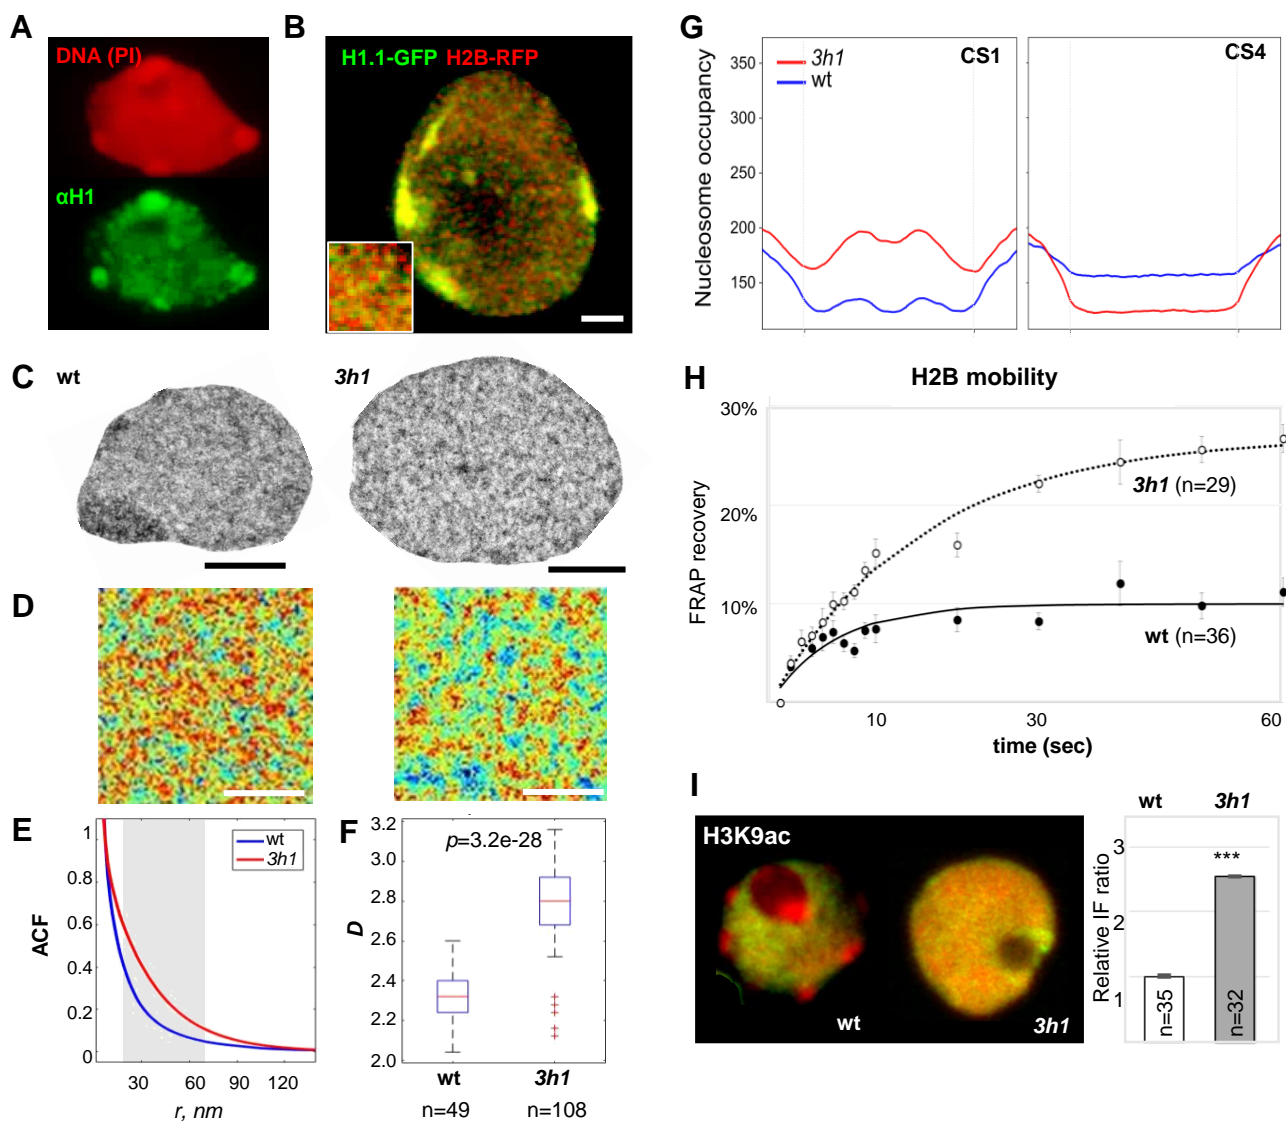 A
DNA (PI)
αH1
B
H1.1-GFP H2B-RFP
C
wt
3h1
D
E
1
0.8
0.6
0.4
0.2
0
ACF
30 60 90 120
r, nm
wt
3h1
F
3.2
3.0
2.8
2.6
2.4
2.2
2.0
D
p=3.2e-28
wt 3h1
n=49 n=108
G
350
300
250
200
150
Nucleosome occupancy
3h1
wt
CS1
CS4
H
H2B mobility
30%
20%
10%
FRAP recovery
3h1 (n=29)
wt (n=36)
10 30 60
time (sec)
I
H3K9ac
wt
3h1
wt 3h1
3
2
1
Relative IF ratio
***
n=35
n=32